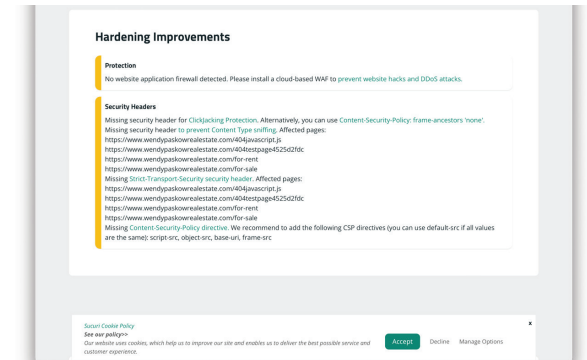 Hardening Improvements
Protection
No website application firewall detected. Please install a cloud-based WAF to prevent website hacks and DDoS attacks.
Security Headers
Missing security header for ClickJacking Protection. Alternatively, you can use Content-Security-Policy: frame-ancestors 'none'.
Missing security header to prevent Content Type sniffing. Affected pages:
https://www.wendypaskowrealestate.com/404javascript.js
https://www.wendypaskowrealestate.com/404testpage4525d2fdc
https://www.wendypaskowrealestate.com/for-rent
https://www.wendypaskowrealestate.com/for-sale
Missing Strict-Transport-Security security header. Affected pages:
https://www.wendypaskowrealestate.com/404javascript.js
https://www.wendypaskowrealestate.com/404testpage4525d2fdc
https://www.wendypaskowrealestate.com/for-rent
https://www.wendypaskowrealestate.com/for-sale
Missing Content-Security-Policy directive. We recommend to add the following CSP directives (you can use default-src if all values
are the same): script-src, object-src, base-uri, frame-src
x
Sucuri Cookie Policy
See our policy>>
Our website uses cookies, which help us to improve our site and enables us to deliver the best possible service and
customer experience.
Accept Decline Manage Options